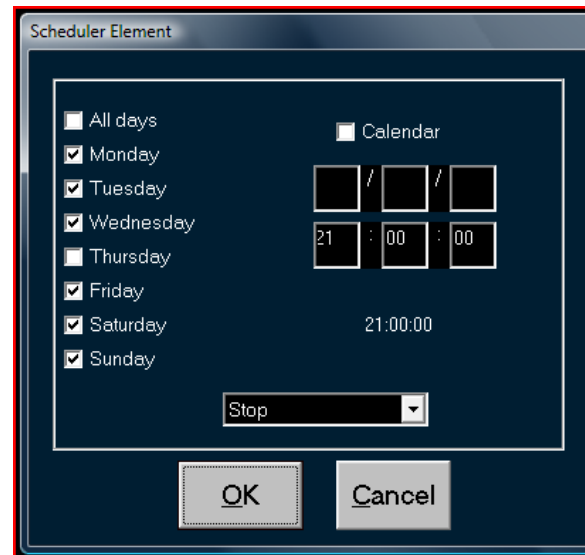 Scheduler Element
All days
Monday
Tuesday
Wednesday
Thursday
Friday
Saturday
Sunday
Calendar
/ /
21 : 00 : 00
21:00:00
Stop
OK
Cancel